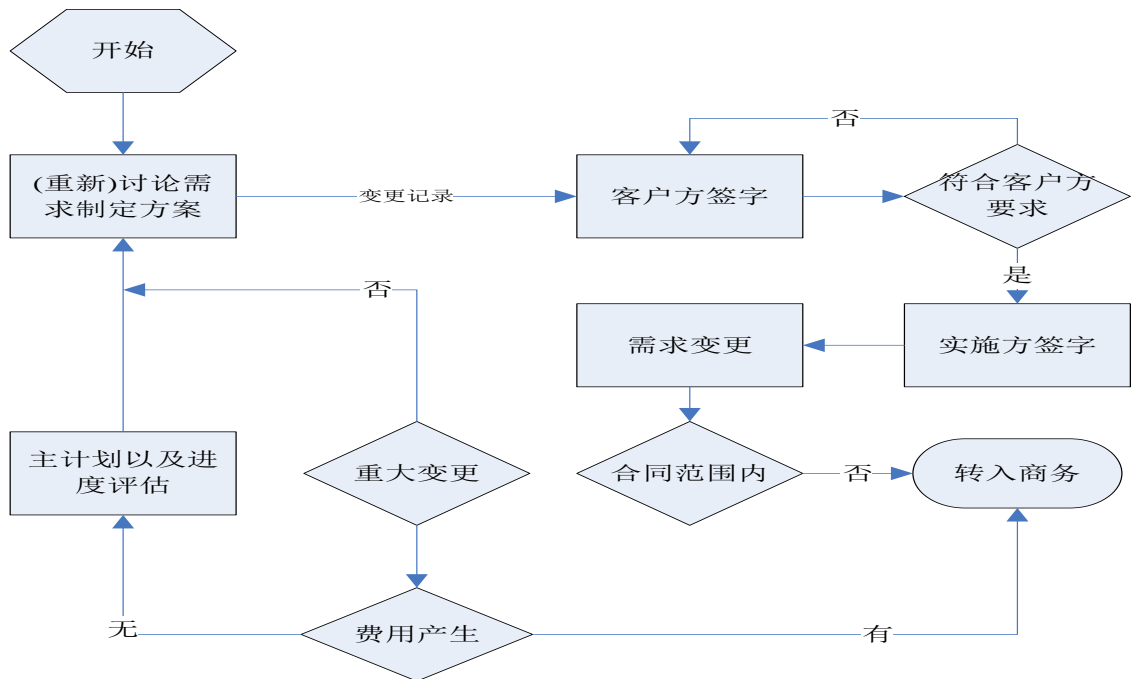 开始
否
(重新)讨论需
求制定方案
变更记录
客户方签字
符合客户方
要求
是
否
需求变更
实施方签字
主计划以及进
度评估
重大变更
合同范围内
否
转入商务
无
费用产生
有